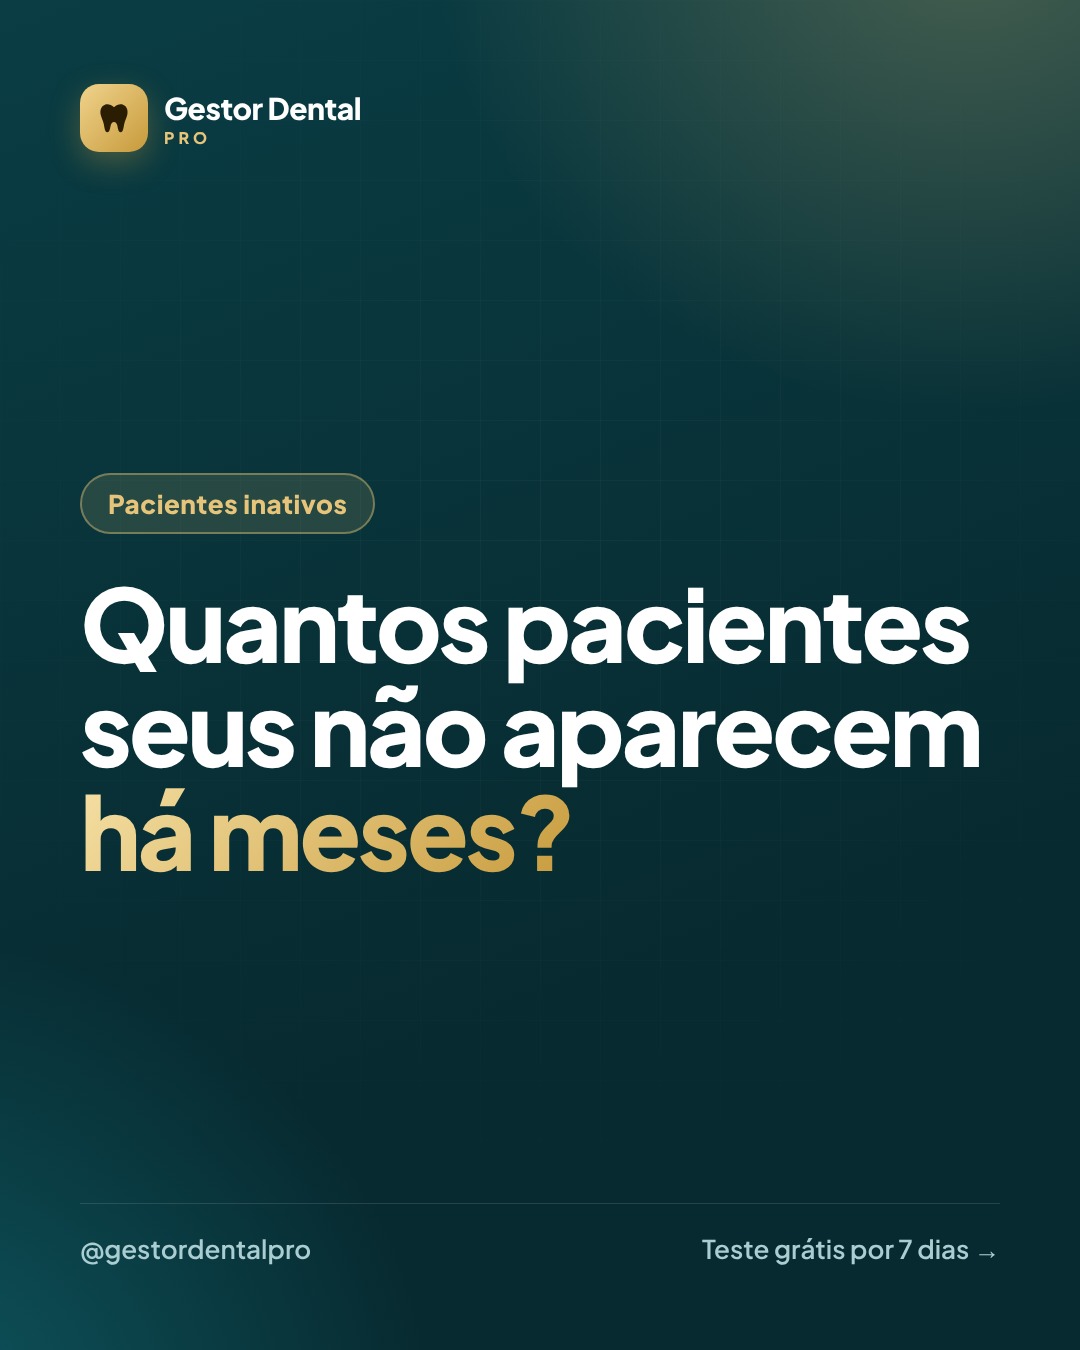 Gestor Dental
PRO
Pacientes inativos
Quantos pacientes
seus não aparecem
há meses?
@gestordentalpro
Teste grátis por 7 dias →